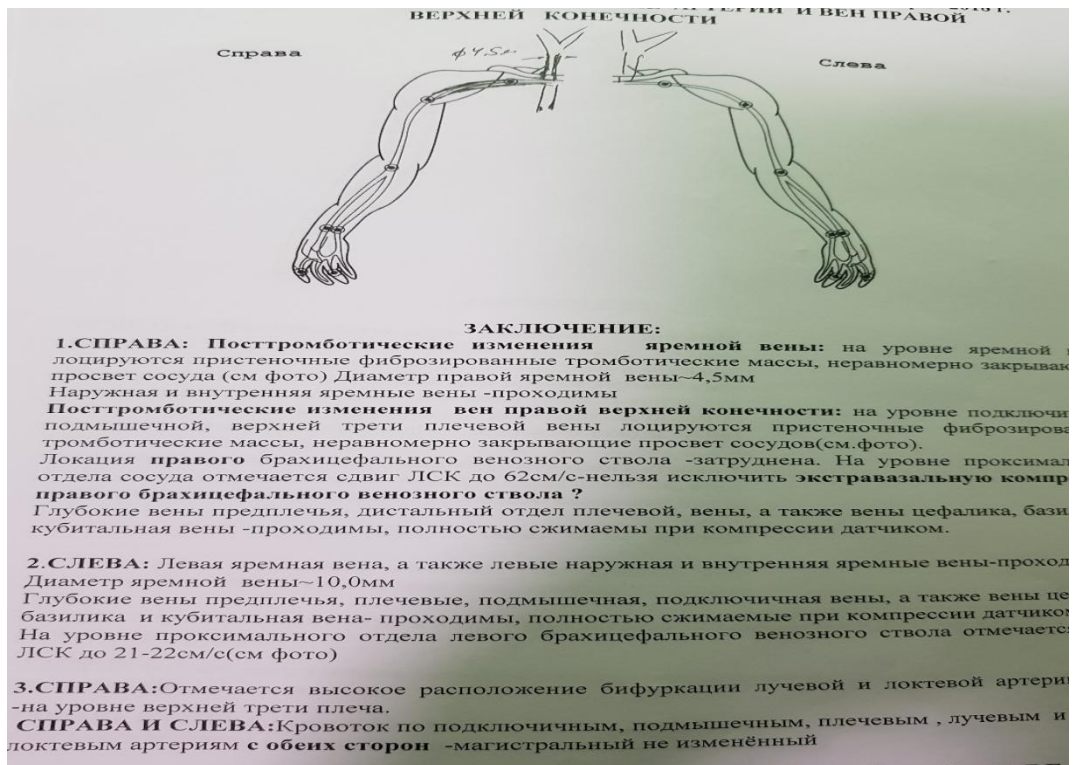 И ВЕН ПРАВОЙ
ВЕРХНЕЙ КОНЕЧНОСТИ
Справа
Слева
ЗАКЛЮЧЕНИЕ:
1.СПРАВА: Посттромботические изменения яремной вены: на уровне яремной
лоцируются пристеночные фиброзированные тромботические массы, неравномерно закрываю
просвет сосуда (см фото) Диаметр правой яремной вены~4,5мм
Наружная и внутренняя яремные вены -проходимы
Посттромботические изменения вен правой верхней конечности: на уровне подключи
подмышечной, верхней трети плечевой вены лоцируются пристеночные фиброзирова
тромботические массы, неравномерно закрывающие просвет сосудов(см.фото).
Локация правого брахицефального венозного ствола -затруднена. На уровне проксимал
отдела сосуда отмечается сдвиг ЛСК до 62см/с-нельзя исключить экстравазальную компр
правого брахицефального венозного ствола ?
Глубокие вены предплечья, дистальный отдел плечевой, вены, а также вены цефалика, бази
кубитальная вены -проходимы, полностью сжимаемы при компрессии датчиком.
2.СЛЕВА: Левая яремная вена, а также левые наружная и внутренняя яремные вены-проход
Диаметр яремной вены~10,0мм
Глубокие вены предплечья, плечевые, подмышечная, подключичная вены, а также вены це
базилика и кубитальная вена- проходимы, полностью сжимаемые при компрессии датчико
На уровне проксимального отдела левого брахицефального венозного ствола отмечаетс
ЛСК до 21-22см/с(см фото)
3.СПРАВА:Отмечается высокое расположение бифуркации лучевой и локтевой артери
-на уровне верхней трети плеча.
СПРАВА И СЛЕВА:Кровоток по подключичным, подмышечным, плечевым , лучевым и
локтевым артериям с обеих сторон -магистральный не изменённый